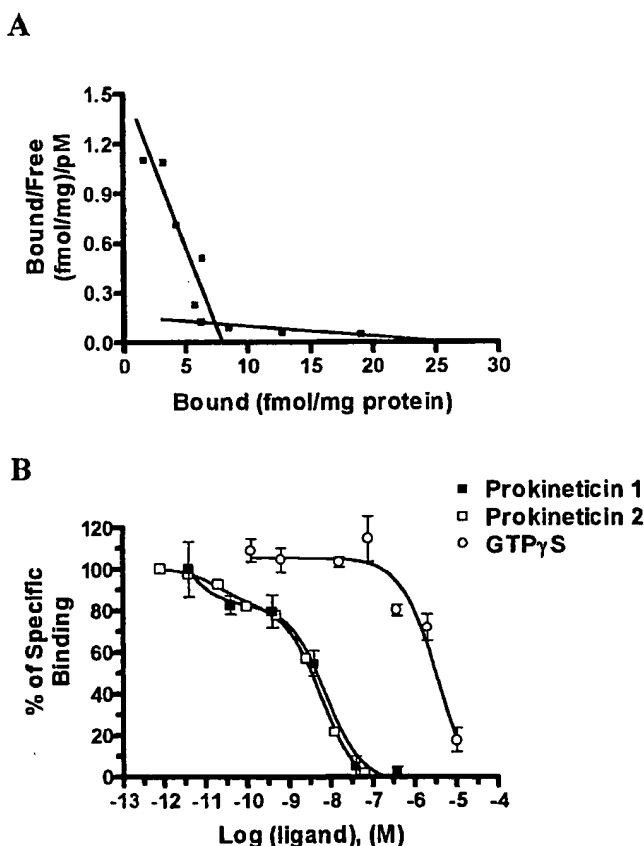 A
1.5
1.2
0.9
0.6
0.3
0.0
Bound/Free
(fmol/mg)/pM
0 5 10 15 20 25 30
Bound (fmol/mg protein)
B
■ Prokineticin 1
□ Prokineticin 2
○ GTPγS
120
100
80
60
40
20
0
% of Specific
Binding
-13 -12 -11 -10 -9 -8 -7 -6 -5 -4
Log (ligand), (M)